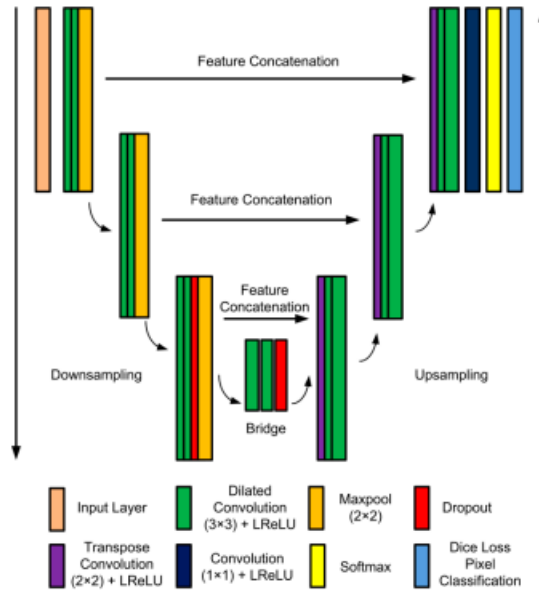 Feature Concatenation
Feature Concatenation
Feature
Concatenation
Downsampling
Upsampling
Bridge
Input Layer
Dilated
Convolution
(3×3) + LReLU
Maxpool
(2×2)
Dropout
Transpose
Convolution
(2×2) + LReLU
Convolution
(1×1) + LReLU
Softmax
Dice Loss
Pixel
Classification